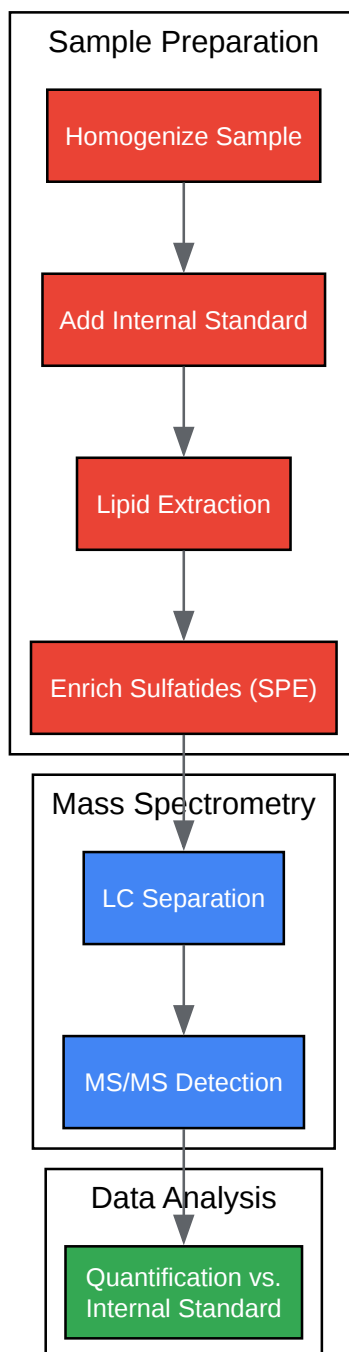 Sample Preparation
Homogenize Sample
Add Internal Standard
Lipid Extraction
Enrich Sulfatides (SPE)
Mass Spectrometry
LC Separation
MS/MS Detection
Data Analysis
Quantification vs.
Internal Standard